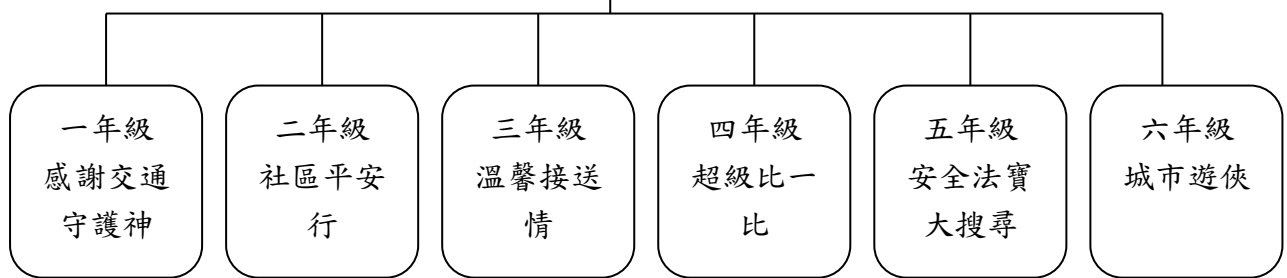 一年級
感謝交通
守護神
二年級
社區平安
行
三年級
溫馨接送
情
四年級
超級比一
比
五年級
安全法寶
大搜尋
六年級
城市遊俠